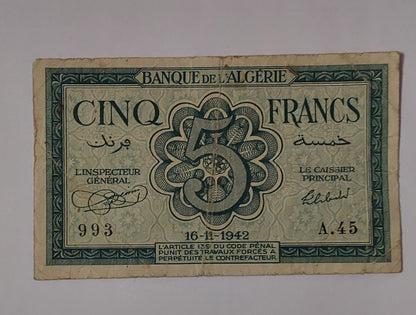 BANQUE DE L'ALGÉRIE
CINQ 5 FRANCS
فرنك خمسة
L'INSPECTEUR GÉNÉRAL
LE CAISSIER PRINCIPAL
993
A.45
16-11-1942
L'ARTICLE 139 DU CODE PÉNAL
PUNIT DES TRAVAUX FORCÉS À
PERPÉTUITÉ LE CONTREFACTEUR.